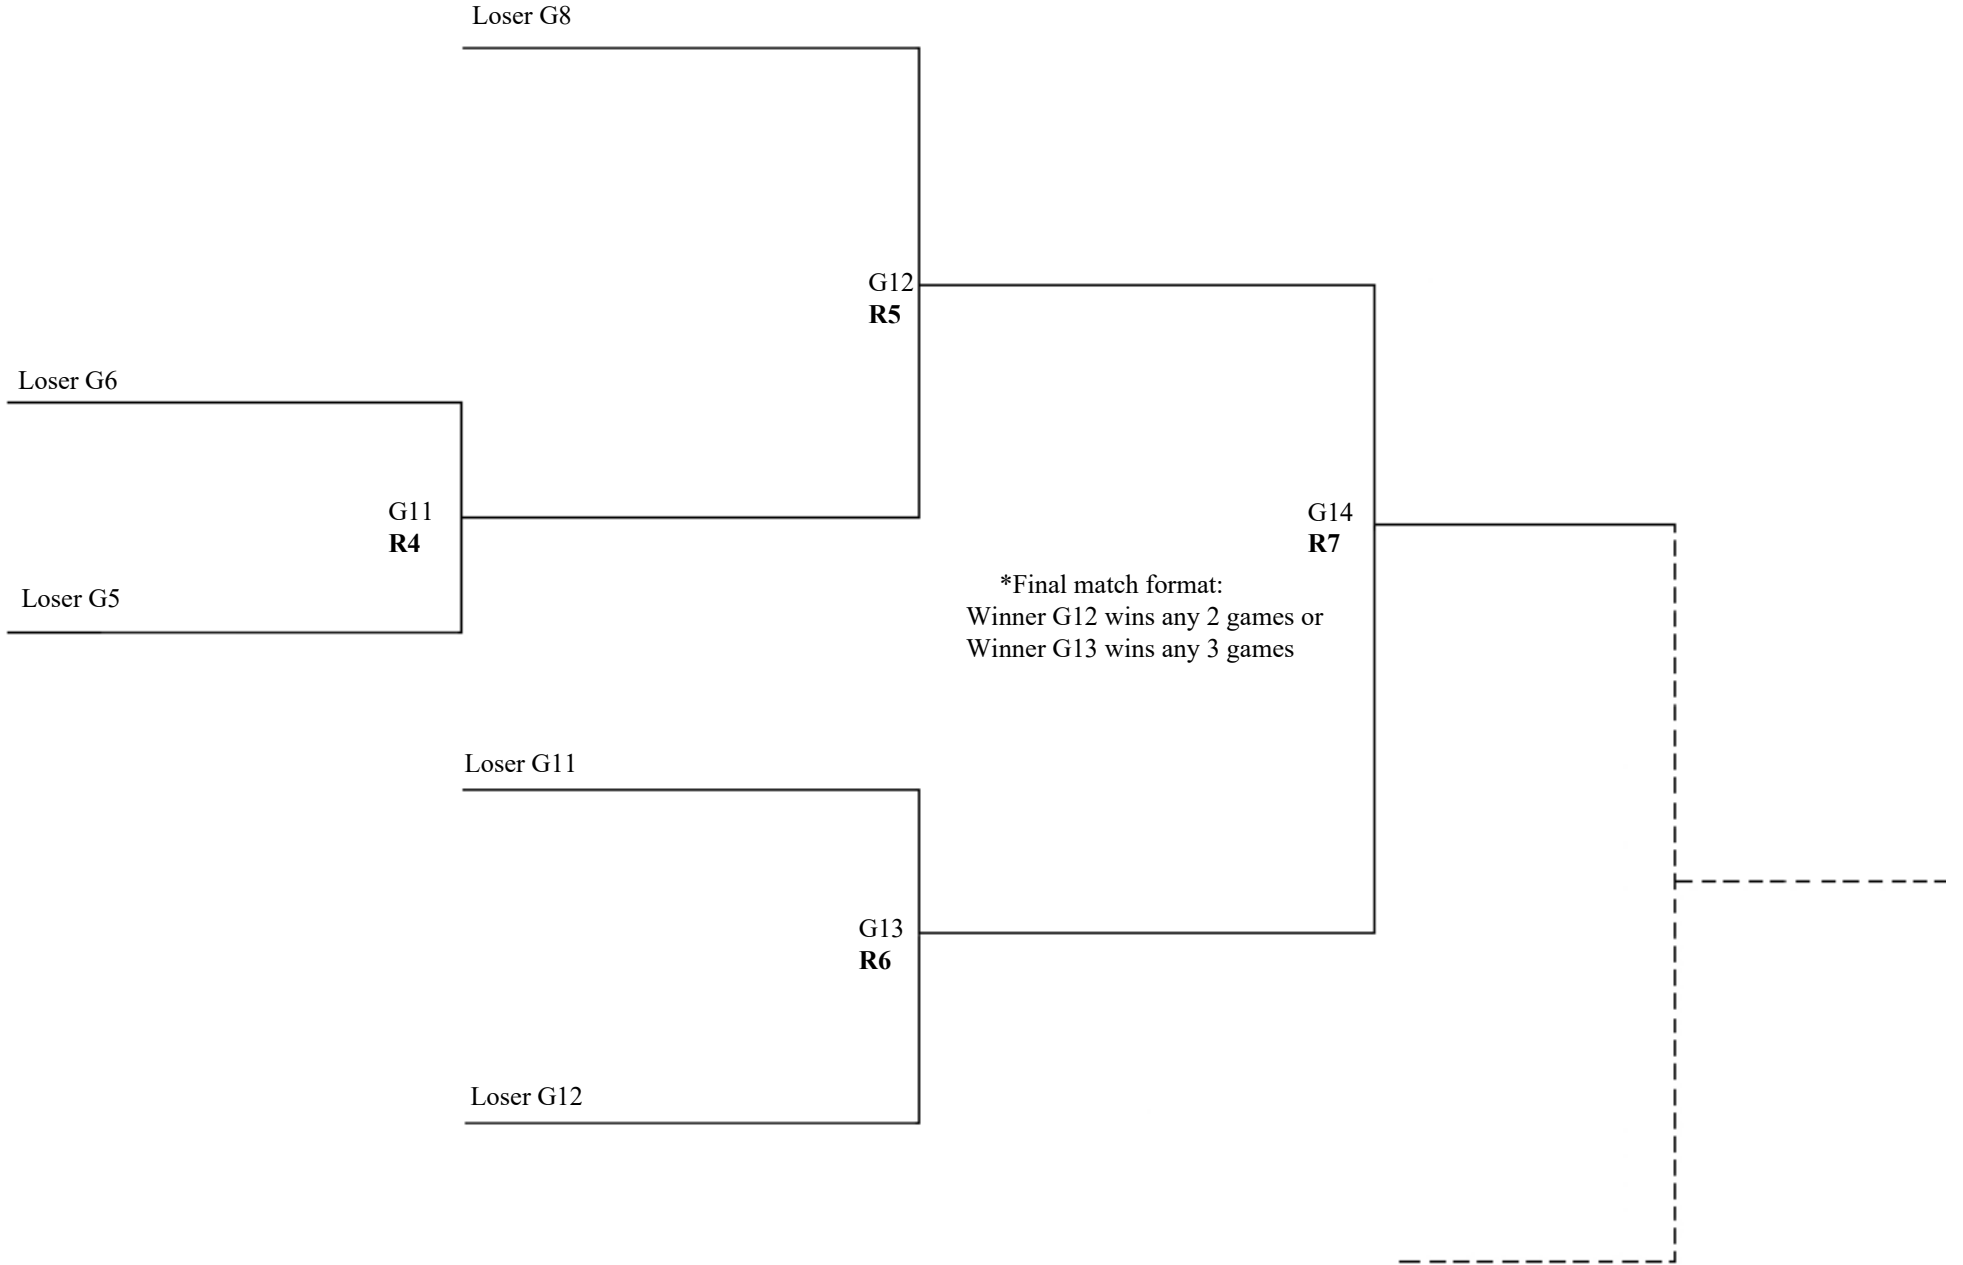 Loser G8
G12
R5
Loser G6
G11
R4
Loser G5
G14
R7
*Final match format:
Winner G12 wins any 2 games or
Winner G13 wins any 3 games
Loser G11
G13
R6
Loser G12